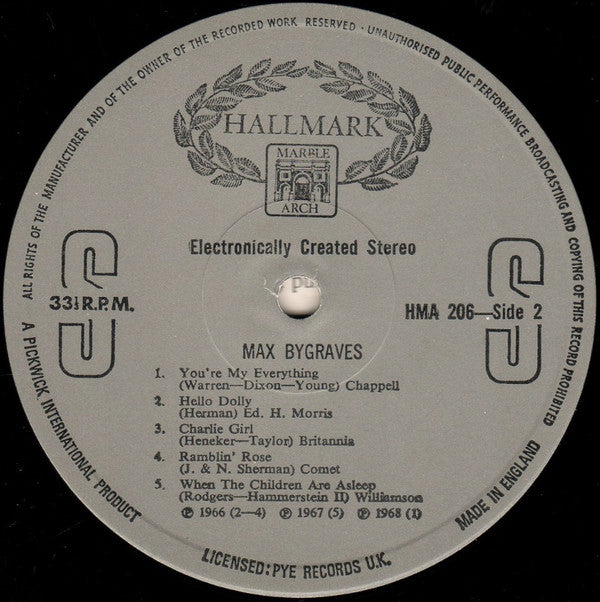 ALL RIGHTS OF THE MANUFACTURER AND OF THE OWNER OF THE RECORDED WORK RESERVED · UNAUTHORISED PUBLIC PERFORMANCE BROADCASTING AND COPYING OF THIS RECORD PROHIBITED
HALLMARK
MARBLE
ARCH
Electronically Created Stereo
33⅓ R.P.M.
HMA 206—Side 2
MAX BYGRAVES
1. You're My Everything
(Warren—Dixon—Young) Chappell
2. Hello Dolly
(Herman) Ed. H. Morris
3. Charlie Girl
(Heneker—Taylor) Britannia
4. Ramblin' Rose
(J. & N. Sherman) Comet
5. When The Children Are Asleep
(Rodgers—Hammerstein II) Williamson
℗ 1966 (2—4) ℗ 1967 (5) ℗ 1968 (1)
A PICKWICK INTERNATIONAL PRODUCT
LICENSED: PYE RECORDS U.K.
MADE IN ENGLAND